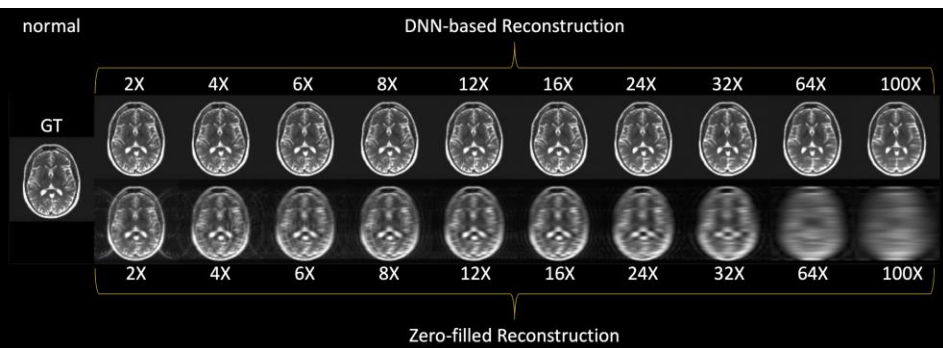 normal
DNN-based Reconstruction
2X 4X 6X 8X 12X 16X 24X 32X 64X 100X
GT
2X 4X 6X 8X 12X 16X 24X 32X 64X 100X
Zero-filled Reconstruction